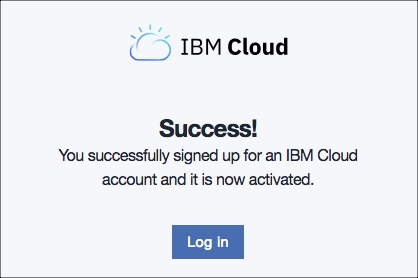 IBM Cloud
Success!
You successfully signed up for an IBM Cloud
account and it is now activated.
Log in